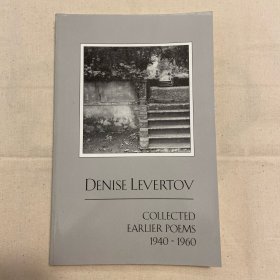 DENISE LEVERTOV
COLLECTED
EARLIER POEMS
1940-1960